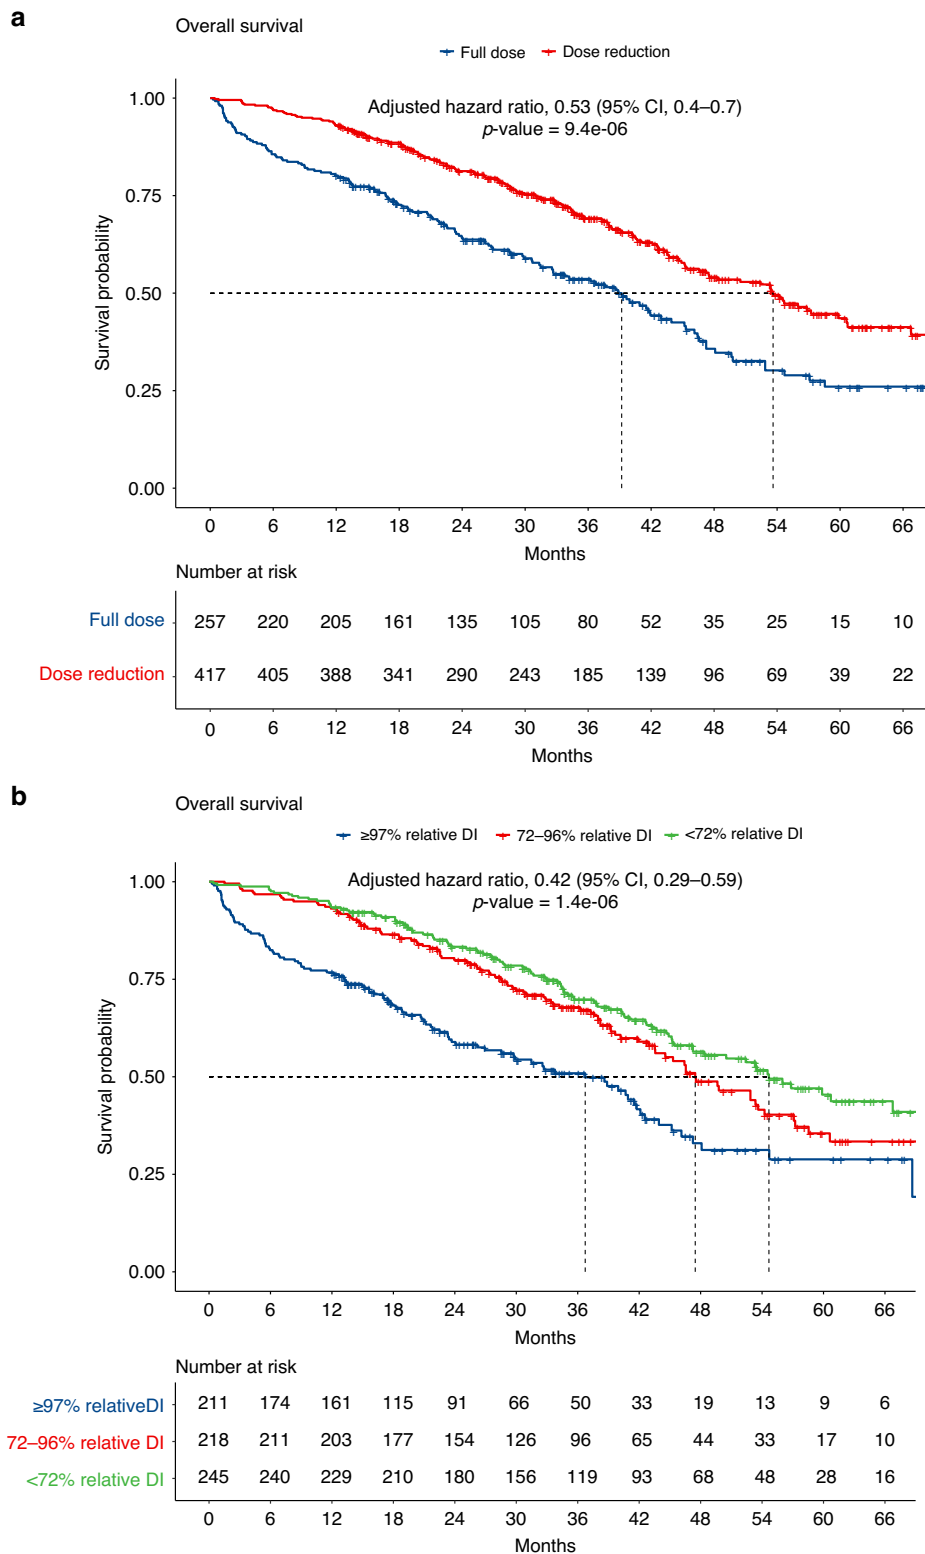 a
Overall survival
Full dose Dose reduction
Adjusted hazard ratio, 0.53 (95% CI, 0.4–0.7)
p-value = 9.4e-06
Survival probability
1.00
0.75
0.50
0.25
0.00
0 6 12 18 24 30 36 42 48 54 60 66
Months
Number at risk
Full dose 257 220 205 161 135 105 80 52 35 25 15 10
Dose reduction 417 405 388 341 290 243 185 139 96 69 39 22
0 6 12 18 24 30 36 42 48 54 60 66
Months
b
Overall survival
≥97% relative DI 72–96% relative DI <72% relative DI
Adjusted hazard ratio, 0.42 (95% CI, 0.29–0.59)
p-value = 1.4e-06
Survival probability
1.00
0.75
0.50
0.25
0.00
0 6 12 18 24 30 36 42 48 54 60 66
Months
Number at risk
≥97% relativeDI 211 174 161 115 91 66 50 33 19 13 9 6
72–96% relative DI 218 211 203 177 154 126 96 65 44 33 17 10
<72% relative DI 245 240 229 210 180 156 119 93 68 48 28 16
0 6 12 18 24 30 36 42 48 54 60 66
Months